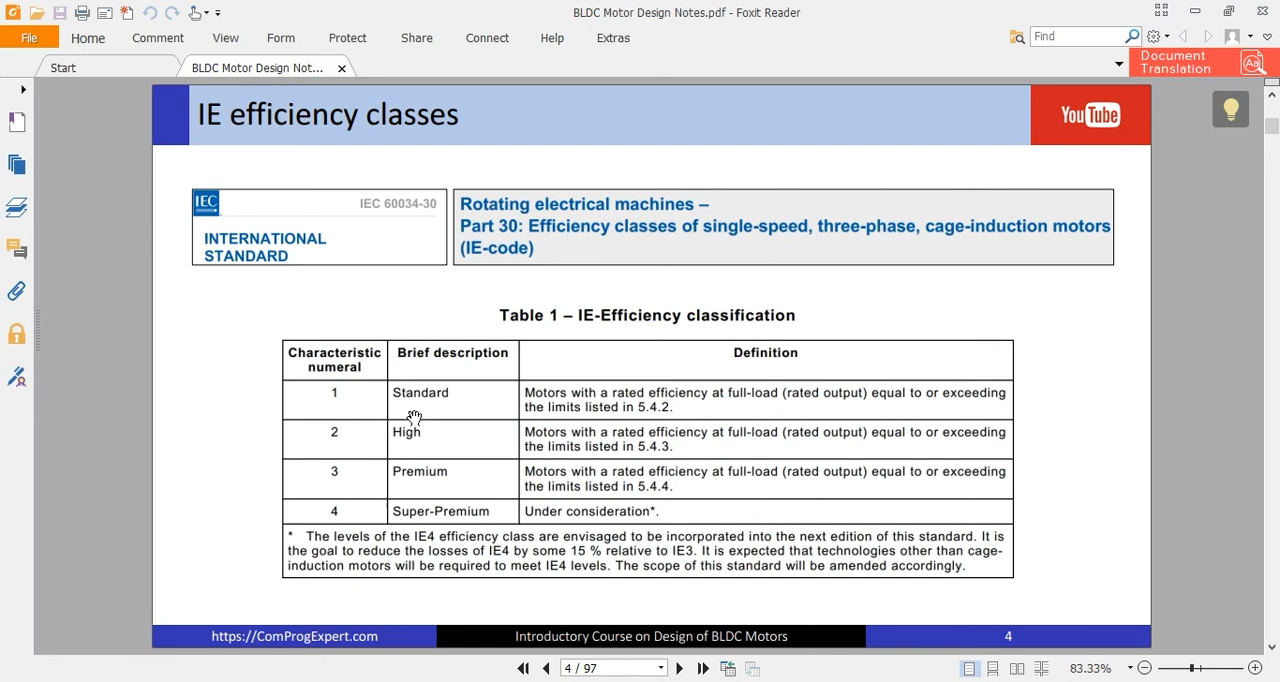 BLDC Motor Design Notes.pdf - Foxit Reader
File Home Comment View Form Protect Share Connect Help Extras
Find
Start
BLDC Motor Design Not...
Document
Translation
Aa
IE efficiency classes
YouTube
IEC
IEC 60034-30
INTERNATIONAL
STANDARD
Rotating electrical machines –
Part 30: Efficiency classes of single-speed, three-phase, cage-induction motors
(IE-code)
Table 1 – IE-Efficiency classification
Characteristic
numeral
Brief description
Definition
1
Standard
Motors with a rated efficiency at full-load (rated output) equal to or exceeding
the limits listed in 5.4.2.
2
High
Motors with a rated efficiency at full-load (rated output) equal to or exceeding
the limits listed in 5.4.3.
3
Premium
Motors with a rated efficiency at full-load (rated output) equal to or exceeding
the limits listed in 5.4.4.
4
Super-Premium
Under consideration*.
* The levels of the IE4 efficiency class are envisaged to be incorporated into the next edition of this standard. It is
the goal to reduce the losses of IE4 by some 15 % relative to IE3. It is expected that technologies other than cage-
induction motors will be required to meet IE4 levels. The scope of this standard will be amended accordingly.
https://ComProgExpert.com
Introductory Course on Design of BLDC Motors
4
4 / 97
83.33%